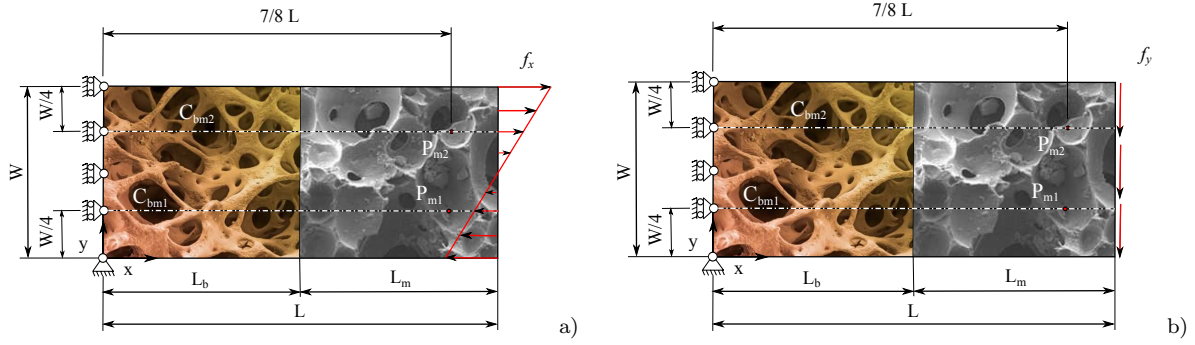 7/8 L
f_x
W/4
C_bm2
P_m2
W
C_bm1
P_m1
W/4
y
x
L_b
L_m
L
a)
7/8 L
f_y
W/4
C_bm2
P_m2
W
C_bm1
P_m1
W/4
y
x
L_b
L_m
L
b)